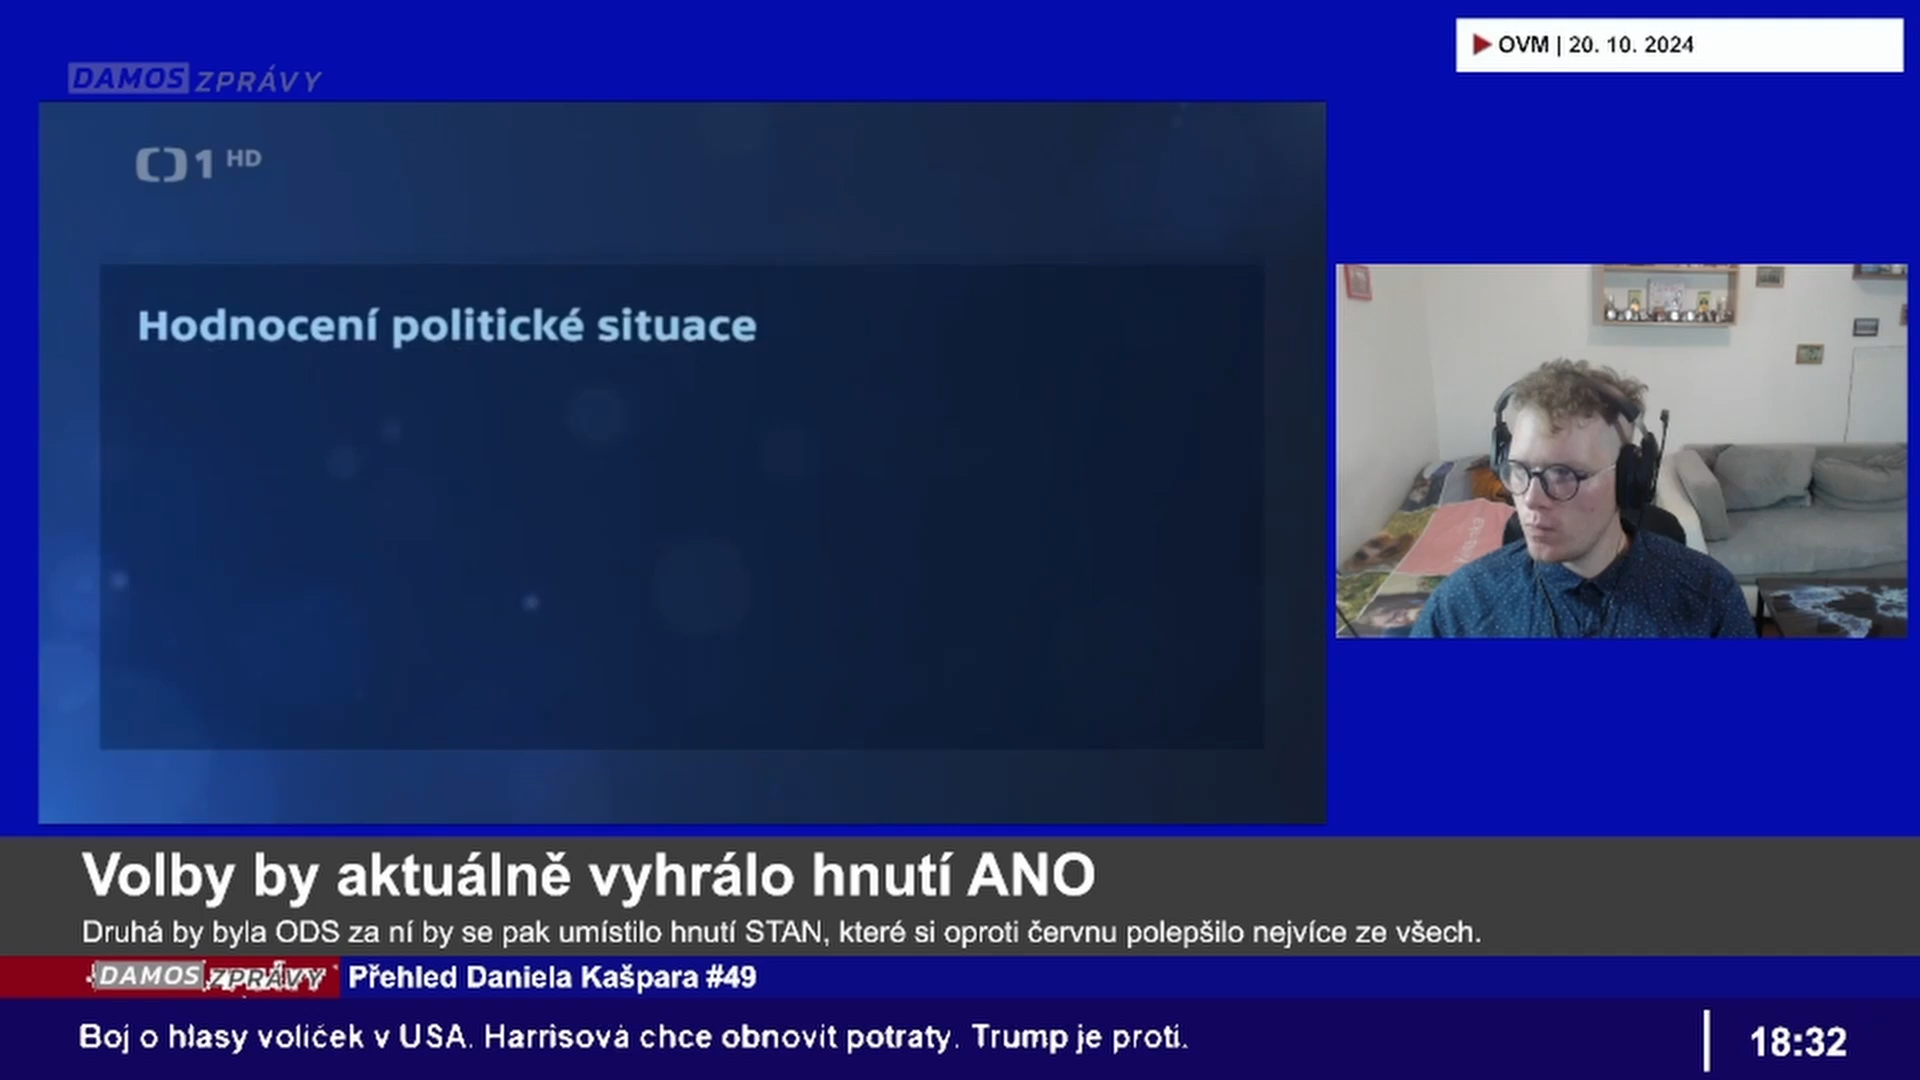 OVM | 20. 10. 2024
DAMOS ZPRÁVY
1 HD
Hodnocení politické situace
Volby by aktuálně vyhrálo hnutí ANO
Druhá by byla ODS za ní by se pak umístilo hnutí STAN, které si oproti červnu polepšilo nejvíce ze všech.
DAMOS ZPRÁVY Přehled Daniela Kašpara #49
Boj o hlasy voliček v USA. Harrisová chce obnovit potraty. Trump je proti.
18:32